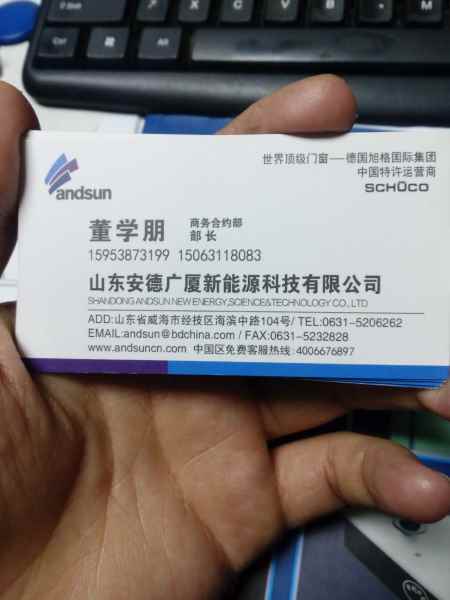 andsun
世界顶级门窗—德国旭格国际集团
中国特许运营商
SCHÜCO
董学朋 商务合约部
部长
15953873199 15063118083
山东安德广厦新能源科技有限公司
SHANDONG ANDSUN NEW ENERGY,SCIENCE&TECHNOLOGY CO.,LTD
ADD:山东省威海市经技区海滨中路104号/ TEL:0631-5206262
EMAIL:andsun@bdchina.com / FAX:0631-5232828
www.andsuncn.com 中国区免费客服热线:4006676897
Ctrl
Alt